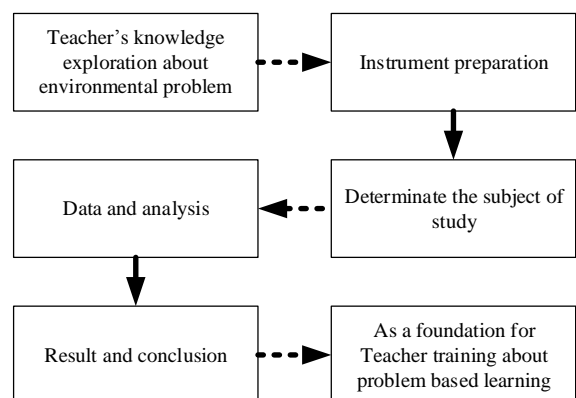 Teacher’s knowledge
exploration about
environmental problem
Instrument preparation
Data and analysis
Determinate the subject of
study
Result and conclusion
As a foundation for
Teacher training about
problem based learning